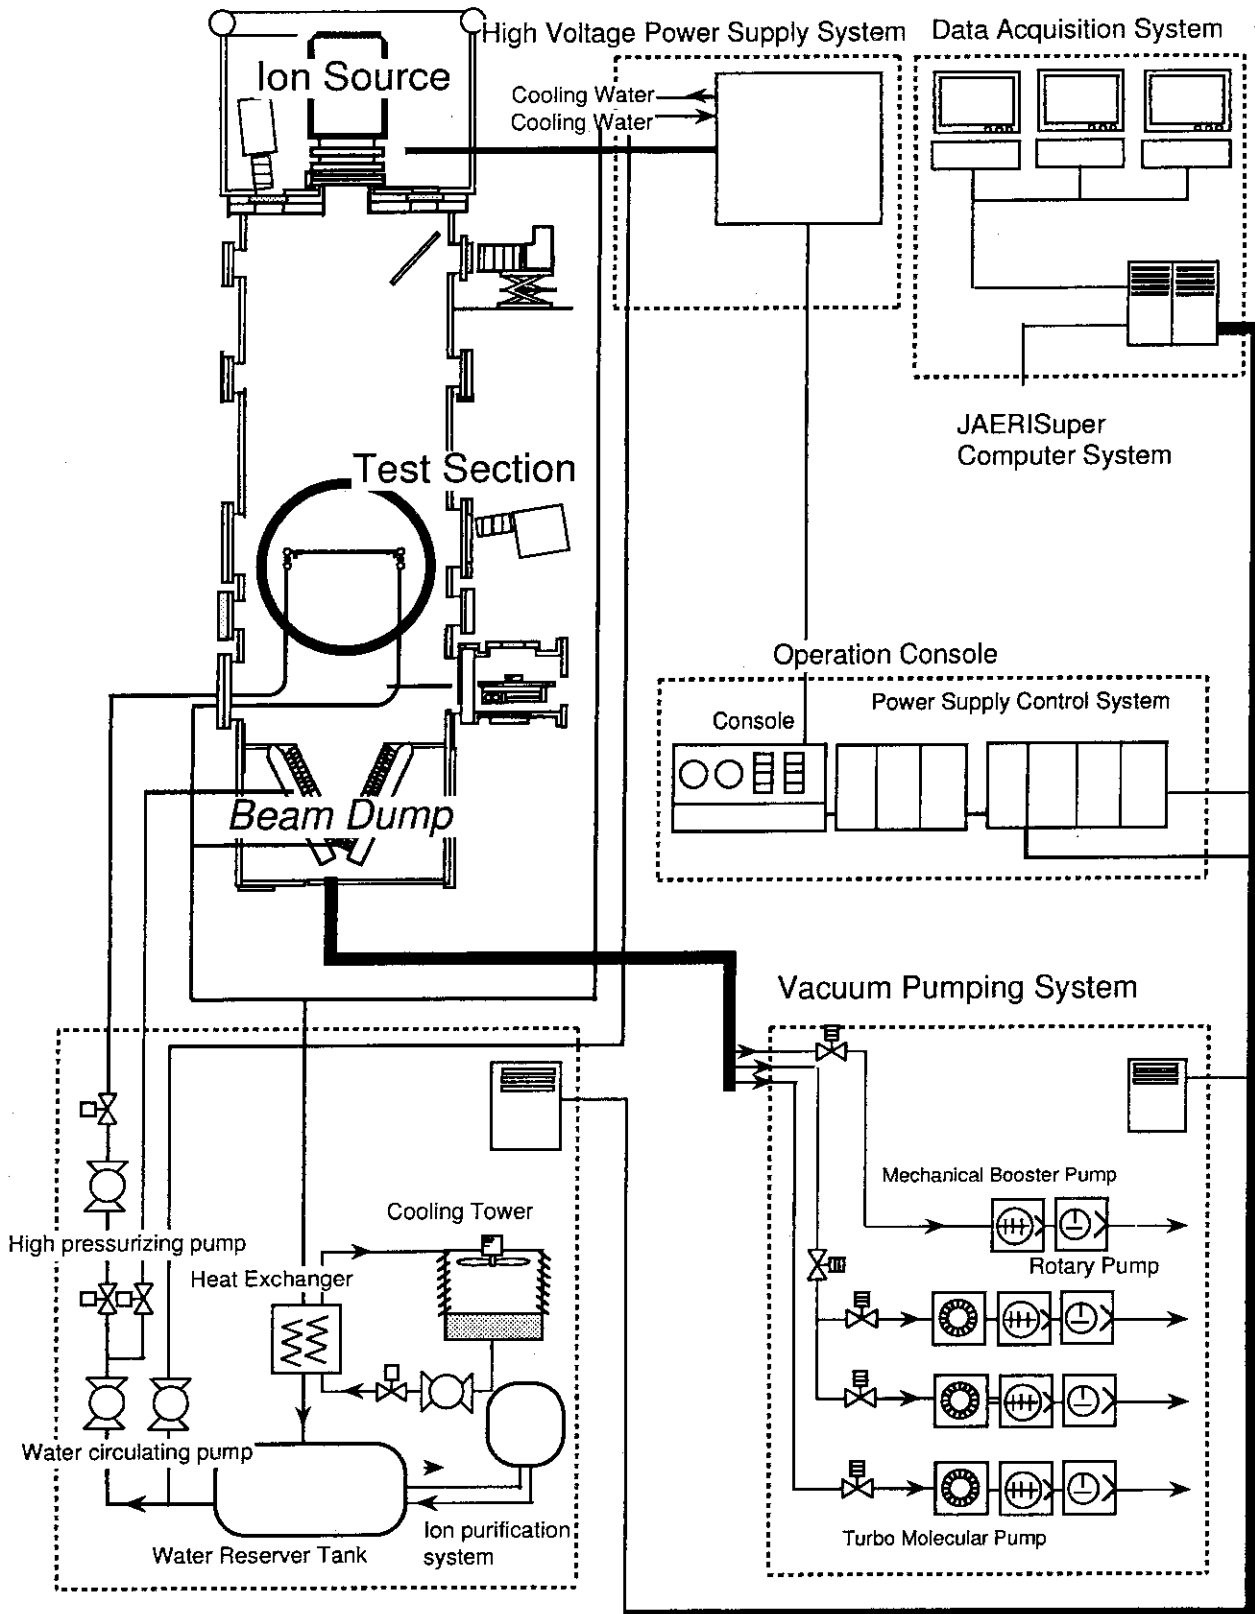 High Voltage Power Supply System
Data Acquisition System
Ion Source
Cooling Water
Cooling Water
JAERISuper
Computer System
Test Section
Operation Console
Power Supply Control System
Console
Beam Dump
Vacuum Pumping System
Mechanical Booster Pump
Cooling Tower
High pressurizing pump
Heat Exchanger
Rotary Pump
Water circulating pump
Ion purification
system
Water Reserver Tank
Turbo Molecular Pump